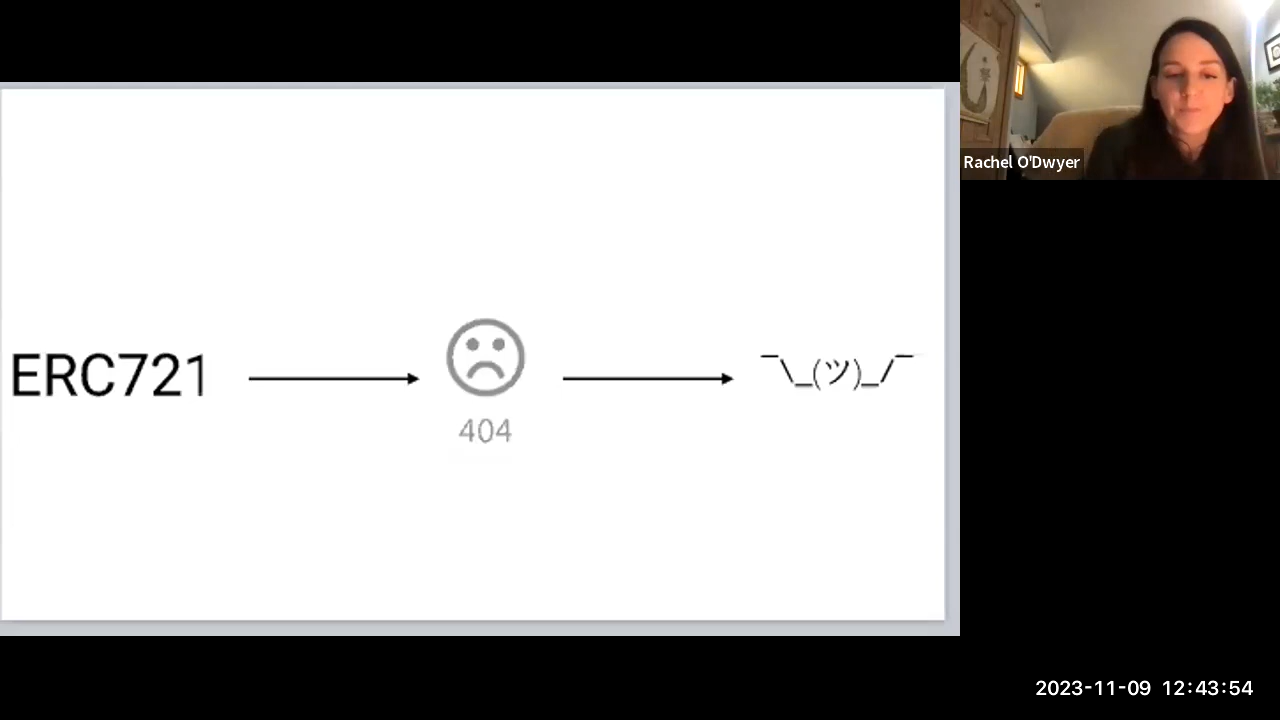 ERC721
404
¯\_(ツ)_/¯
Rachel O'Dwyer
2023-11-09 12:43:54